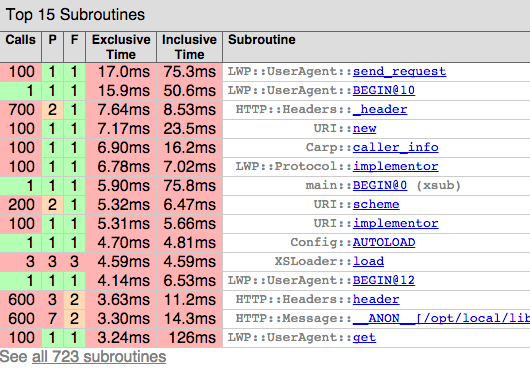 Top 15 Subroutines
Calls P F Exclusive Time Inclusive Time Subroutine
100 1 1 17.0ms 75.3ms LWP::UserAgent::send_request
1 1 1 15.9ms 50.6ms LWP::UserAgent::BEGIN@10
700 2 1 7.64ms 8.53ms HTTP::Headers::_header
100 1 1 7.17ms 23.5ms URI::new
100 1 1 6.90ms 16.2ms Carp::caller_info
100 1 1 6.78ms 7.02ms LWP::Protocol::implementor
1 1 1 5.90ms 75.8ms main::BEGIN@0 (xsub)
200 2 1 5.32ms 6.47ms URI::scheme
100 1 1 5.31ms 5.66ms URI::implementor
1 1 1 4.70ms 4.81ms Config::AUTOLOAD
3 3 3 4.59ms 4.59ms XSLoader::load
1 1 1 4.14ms 6.53ms LWP::UserAgent::BEGIN@12
600 3 2 3.63ms 11.2ms HTTP::Headers::header
600 7 2 3.30ms 14.3ms HTTP::Message::__ANON__[/opt/local/lib
100 1 1 3.24ms 126ms LWP::UserAgent::get
See all 723 subroutines